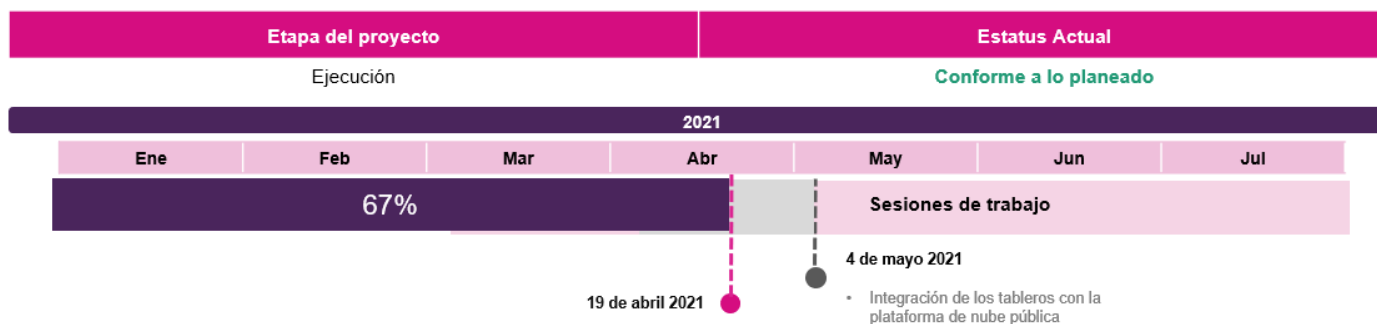 Etapa del proyecto
Estatus Actual
Ejecución
Conforme a lo planeado
2021
Ene
Feb
Mar
Abr
May
Jun
Jul
67%
Sesiones de trabajo
4 de mayo 2021
19 de abril 2021
• Integración de los tableros con la
plataforma de nube pública